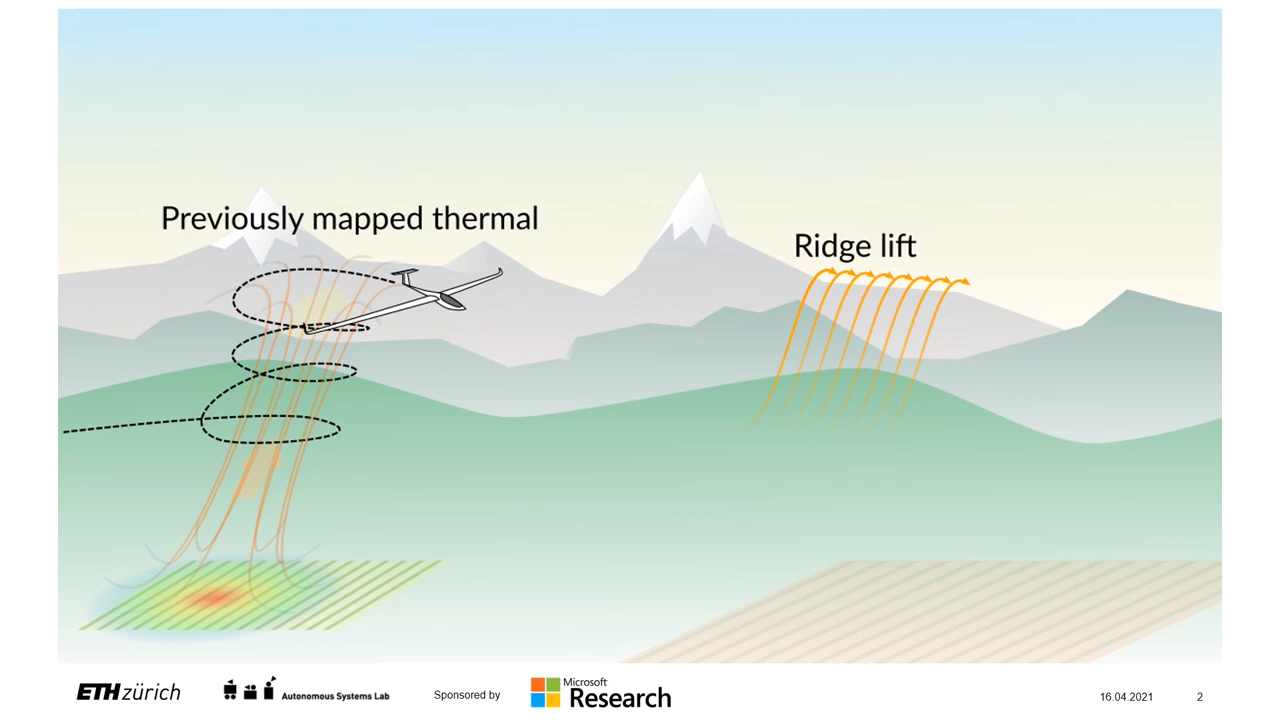 Previously mapped thermal
Ridge lift
ETH zürich
Autonomous Systems Lab
Sponsored by
Microsoft
Research
16.04.2021
2